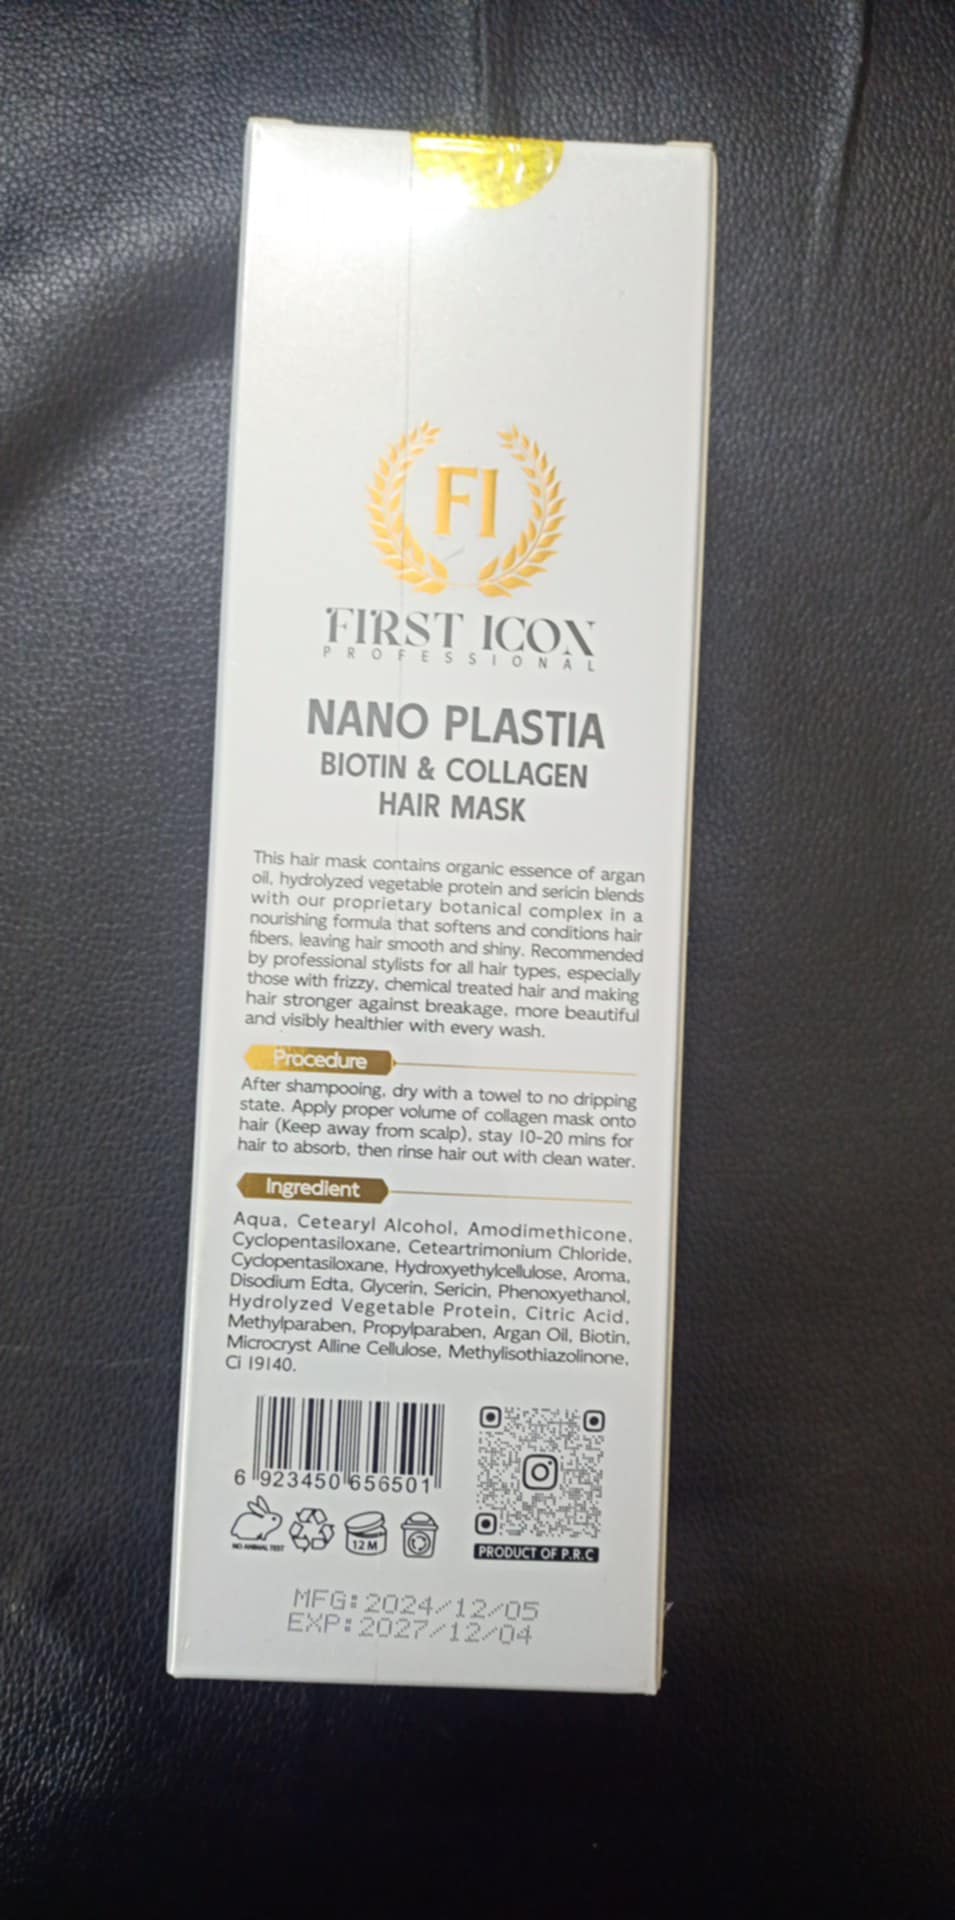 FI
FIRST ICON
PROFESSIONAL
NANO PLASTIA
BIOTIN & COLLAGEN
HAIR MASK
This hair mask contains organic essence of argan
oil, hydrolyzed vegetable protein and sericin blends
with our proprietary botanical complex in a
nourishing formula that softens and conditions hair
fibers, leaving hair smooth and shiny. Recommended
by professional stylists for all hair types, especially
those with frizzy, chemical treated hair and making
hair stronger against breakage, more beautiful
and visibly healthier with every wash.
Procedure
After shampooing, dry with a towel to no dripping
state. Apply proper volume of collagen mask onto
hair (Keep away from scalp), stay 10-20 mins for
hair to absorb, then rinse hair out with clean water.
Ingredient
Aqua, Cetearyl Alcohol, Amodimethicone,
Cyclopentasiloxane, Ceteartrimonium Chloride,
Cyclopentasiloxane, Hydroxyethylcellulose, Aroma,
Disodium Edta, Glycerin, Sericin, Phenoxyethanol,
Hydrolyzed Vegetable Protein, Citric Acid,
Methylparaben, Propylparaben, Argan Oil, Biotin,
Microcryst Alline Cellulose, Methylisothiazolinone,
Ci 19140.
6 923450 656501
NO ANIMAL TEST
12 M
PRODUCT OF P.R.C
MFG:2024/12/05
EXP:2027/12/04